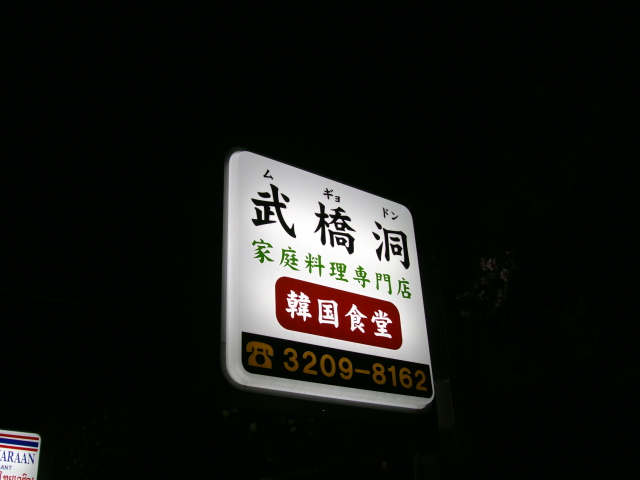 ム ギョ ドン
武橋洞
家庭料理専門店
韓国食堂
☎3209-8162